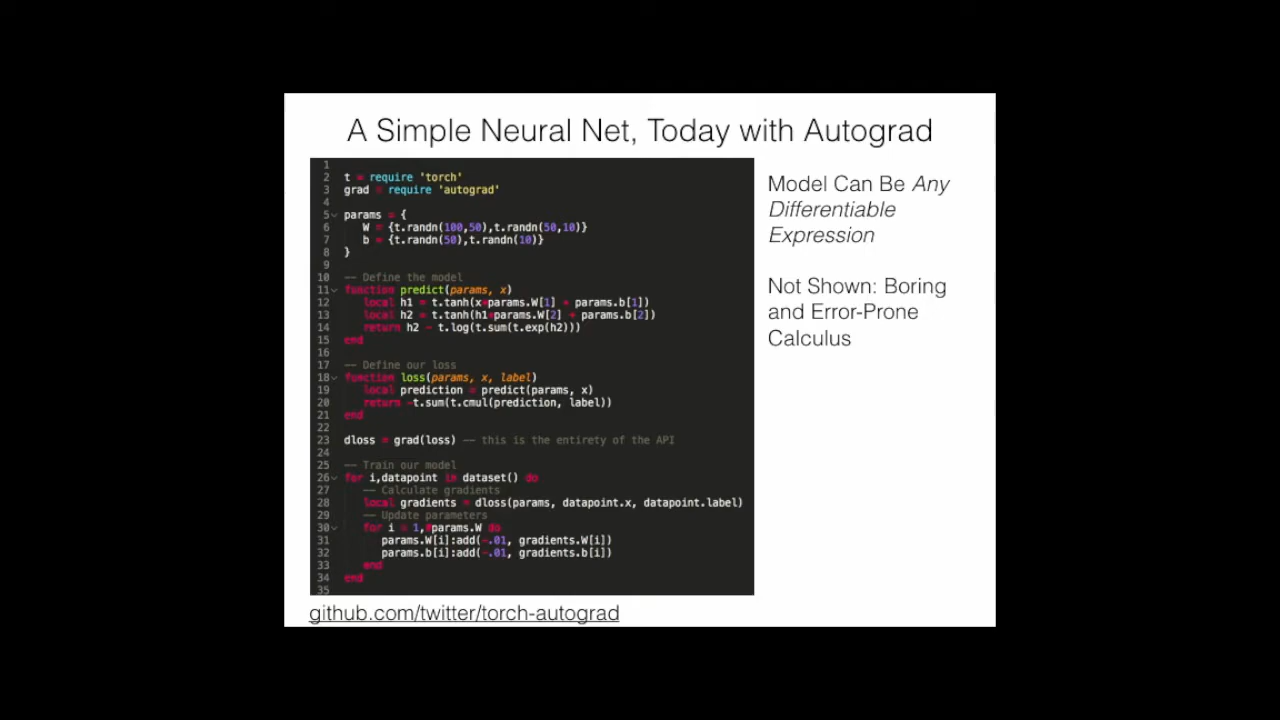 A Simple Neural Net, Today with Autograd
1
2 t = require 'torch'
3 grad = require 'autograd'
4
5 params = {
6 W = {t.randn(100,50),t.randn(50,10)}
7 b = {t.randn(50),t.randn(10)}
8 }
9
10 -- Define the model
11 function predict(params, x)
12 local h1 = t.tanh(x*params.W[1] + params.b[1])
13 local h2 = t.tanh(h1*params.W[2] + params.b[2])
14 return h2 - t.log(t.sum(t.exp(h2)))
15 end
16
17 -- Define our loss
18 function loss(params, x, label)
19 local prediction = predict(params, x)
20 return -t.sum(t.cmul(prediction, label))
21 end
22
23 dloss = grad(loss) -- this is the entirety of the API
24
25 -- Train our model
26 for i,datapoint in dataset() do
27 -- Calculate gradients
28 local gradients = dloss(params, datapoint.x, datapoint.label)
29 -- Update parameters
30 for i = 1,#params.W do
31 params.W[i]:add(-.01, gradients.W[i])
32 params.b[i]:add(-.01, gradients.b[i])
33 end
34 end
35
Model Can Be Any
Differentiable
Expression
Not Shown: Boring
and Error-Prone
Calculus
github.com/twitter/torch-autograd